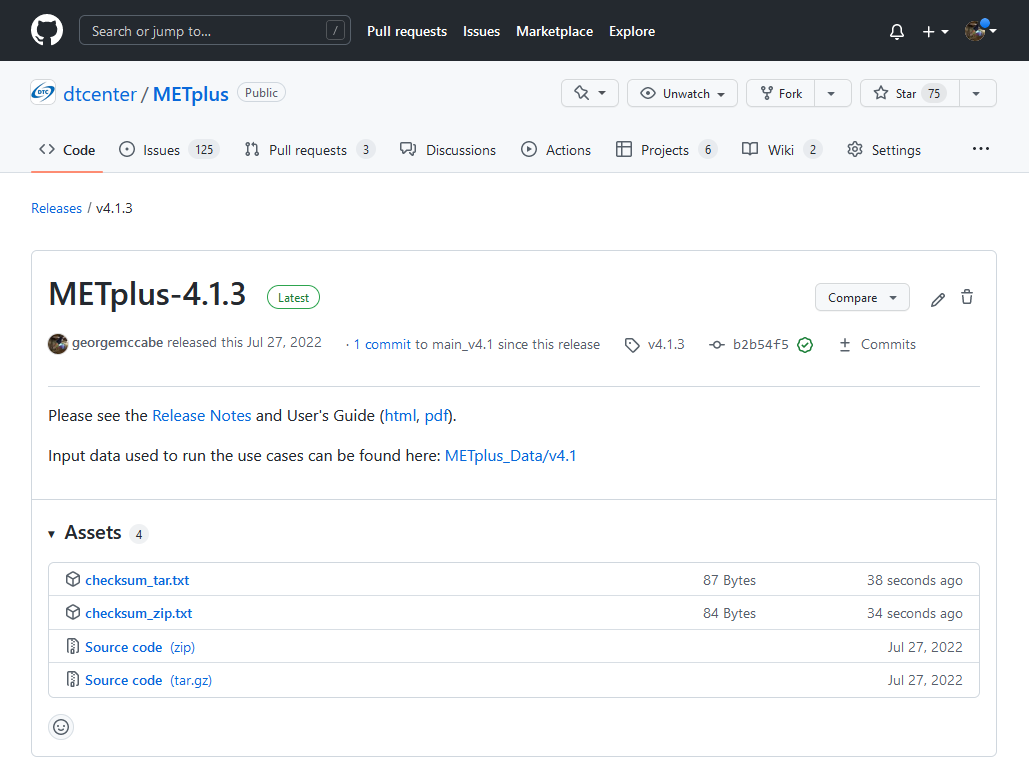 Search or jump to... /
Pull requests Issues Marketplace Explore
DTC dtcenter / METplus Public
Unwatch Fork Star 75
Code Issues 125 Pull requests 3 Discussions Actions Projects 6 Wiki 2 Settings ...
Releases / v4.1.3
METplus-4.1.3 Latest Compare
georgemccabe released this Jul 27, 2022 · 1 commit to main_v4.1 since this release v4.1.3 b2b54f5 Commits
Please see the Release Notes and User's Guide (html, pdf).
Input data used to run the use cases can be found here: METplus_Data/v4.1
Assets 4
checksum_tar.txt 87 Bytes 38 seconds ago
checksum_zip.txt 84 Bytes 34 seconds ago
Source code (zip) Jul 27, 2022
Source code (tar.gz) Jul 27, 2022